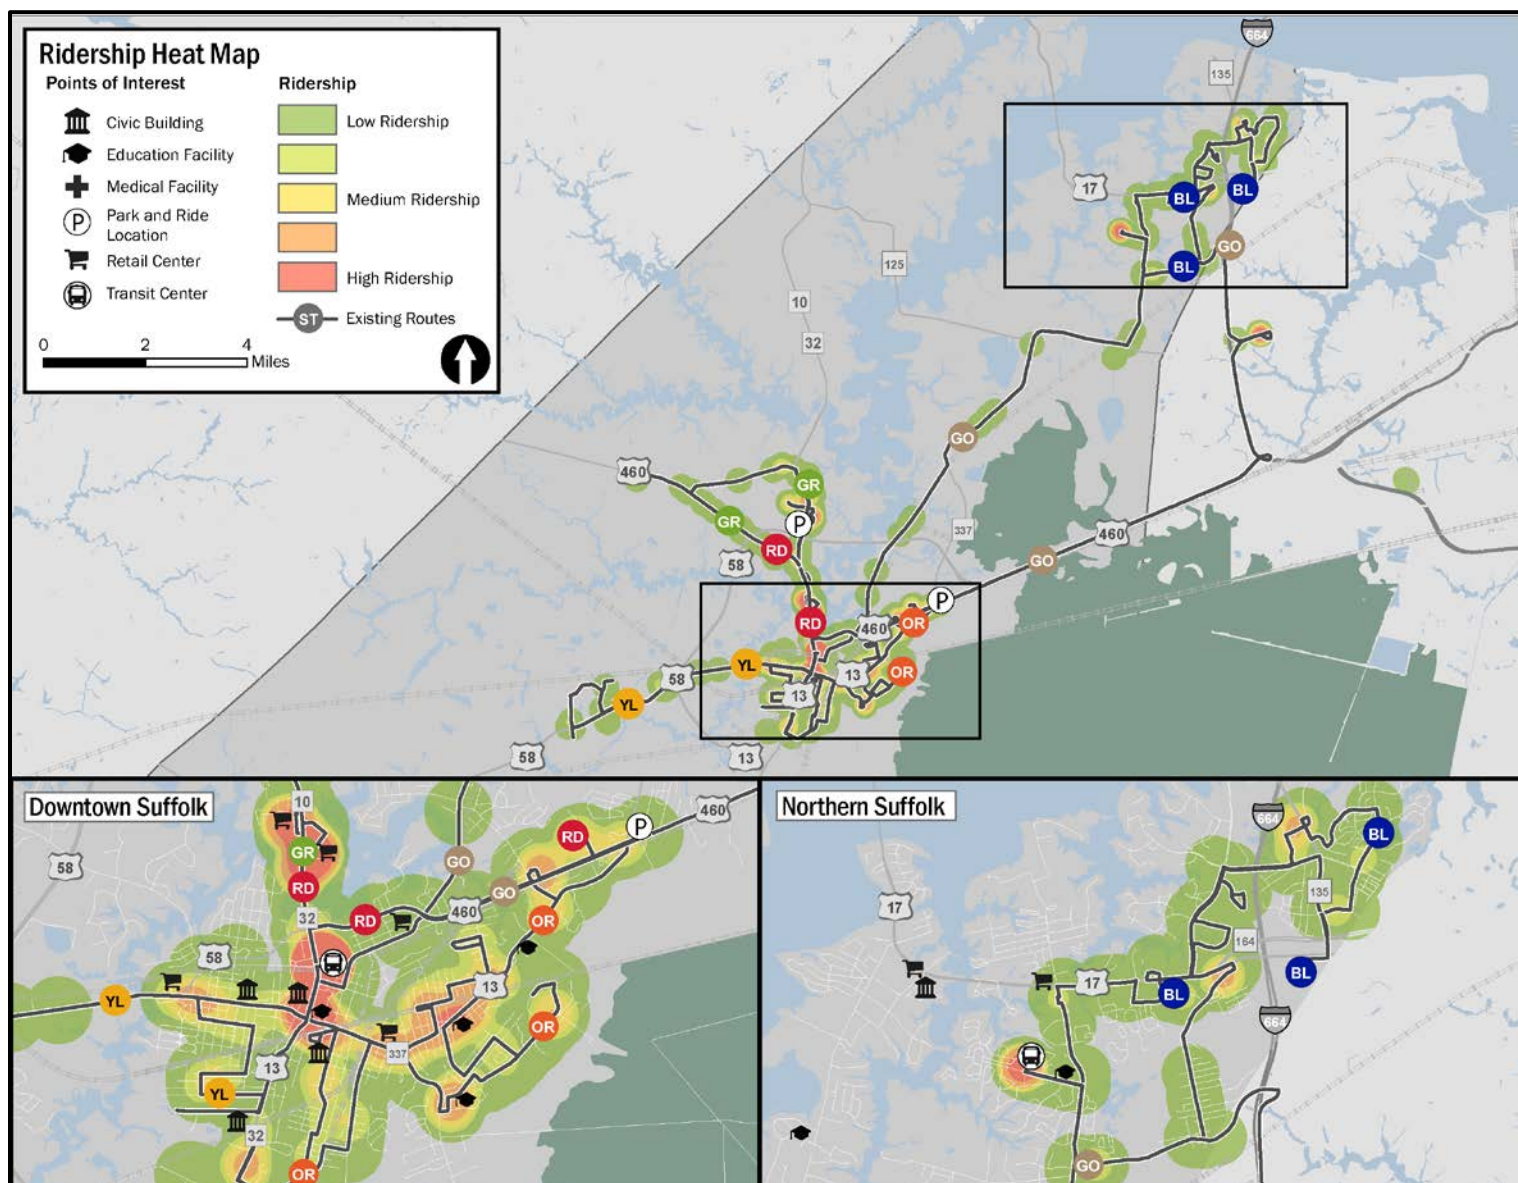 Ridership Heat Map
Points of Interest
Civic Building
Education Facility
Medical Facility
P
Park and Ride
Location
Retail Center
Transit Center
Ridership
Low Ridership
Medium Ridership
High Ridership
ST
Existing Routes
0
2
4
Miles
664
135
17
BL
BL
BL
GO
125
10
32
GO
460
GR
GR
P
RD
58
337
460
GO
P
RD
460
OR
YL
58
13
OR
13
YL
58
13
Downtown Suffolk
10
58
GR
RD
32
RD
GO
GO
460
RD
P
460
OR
58
13
YL
OR
337
13
YL
32
OR
Northern Suffolk
664
BL
17
135
164
17
BL
BL
664
GO